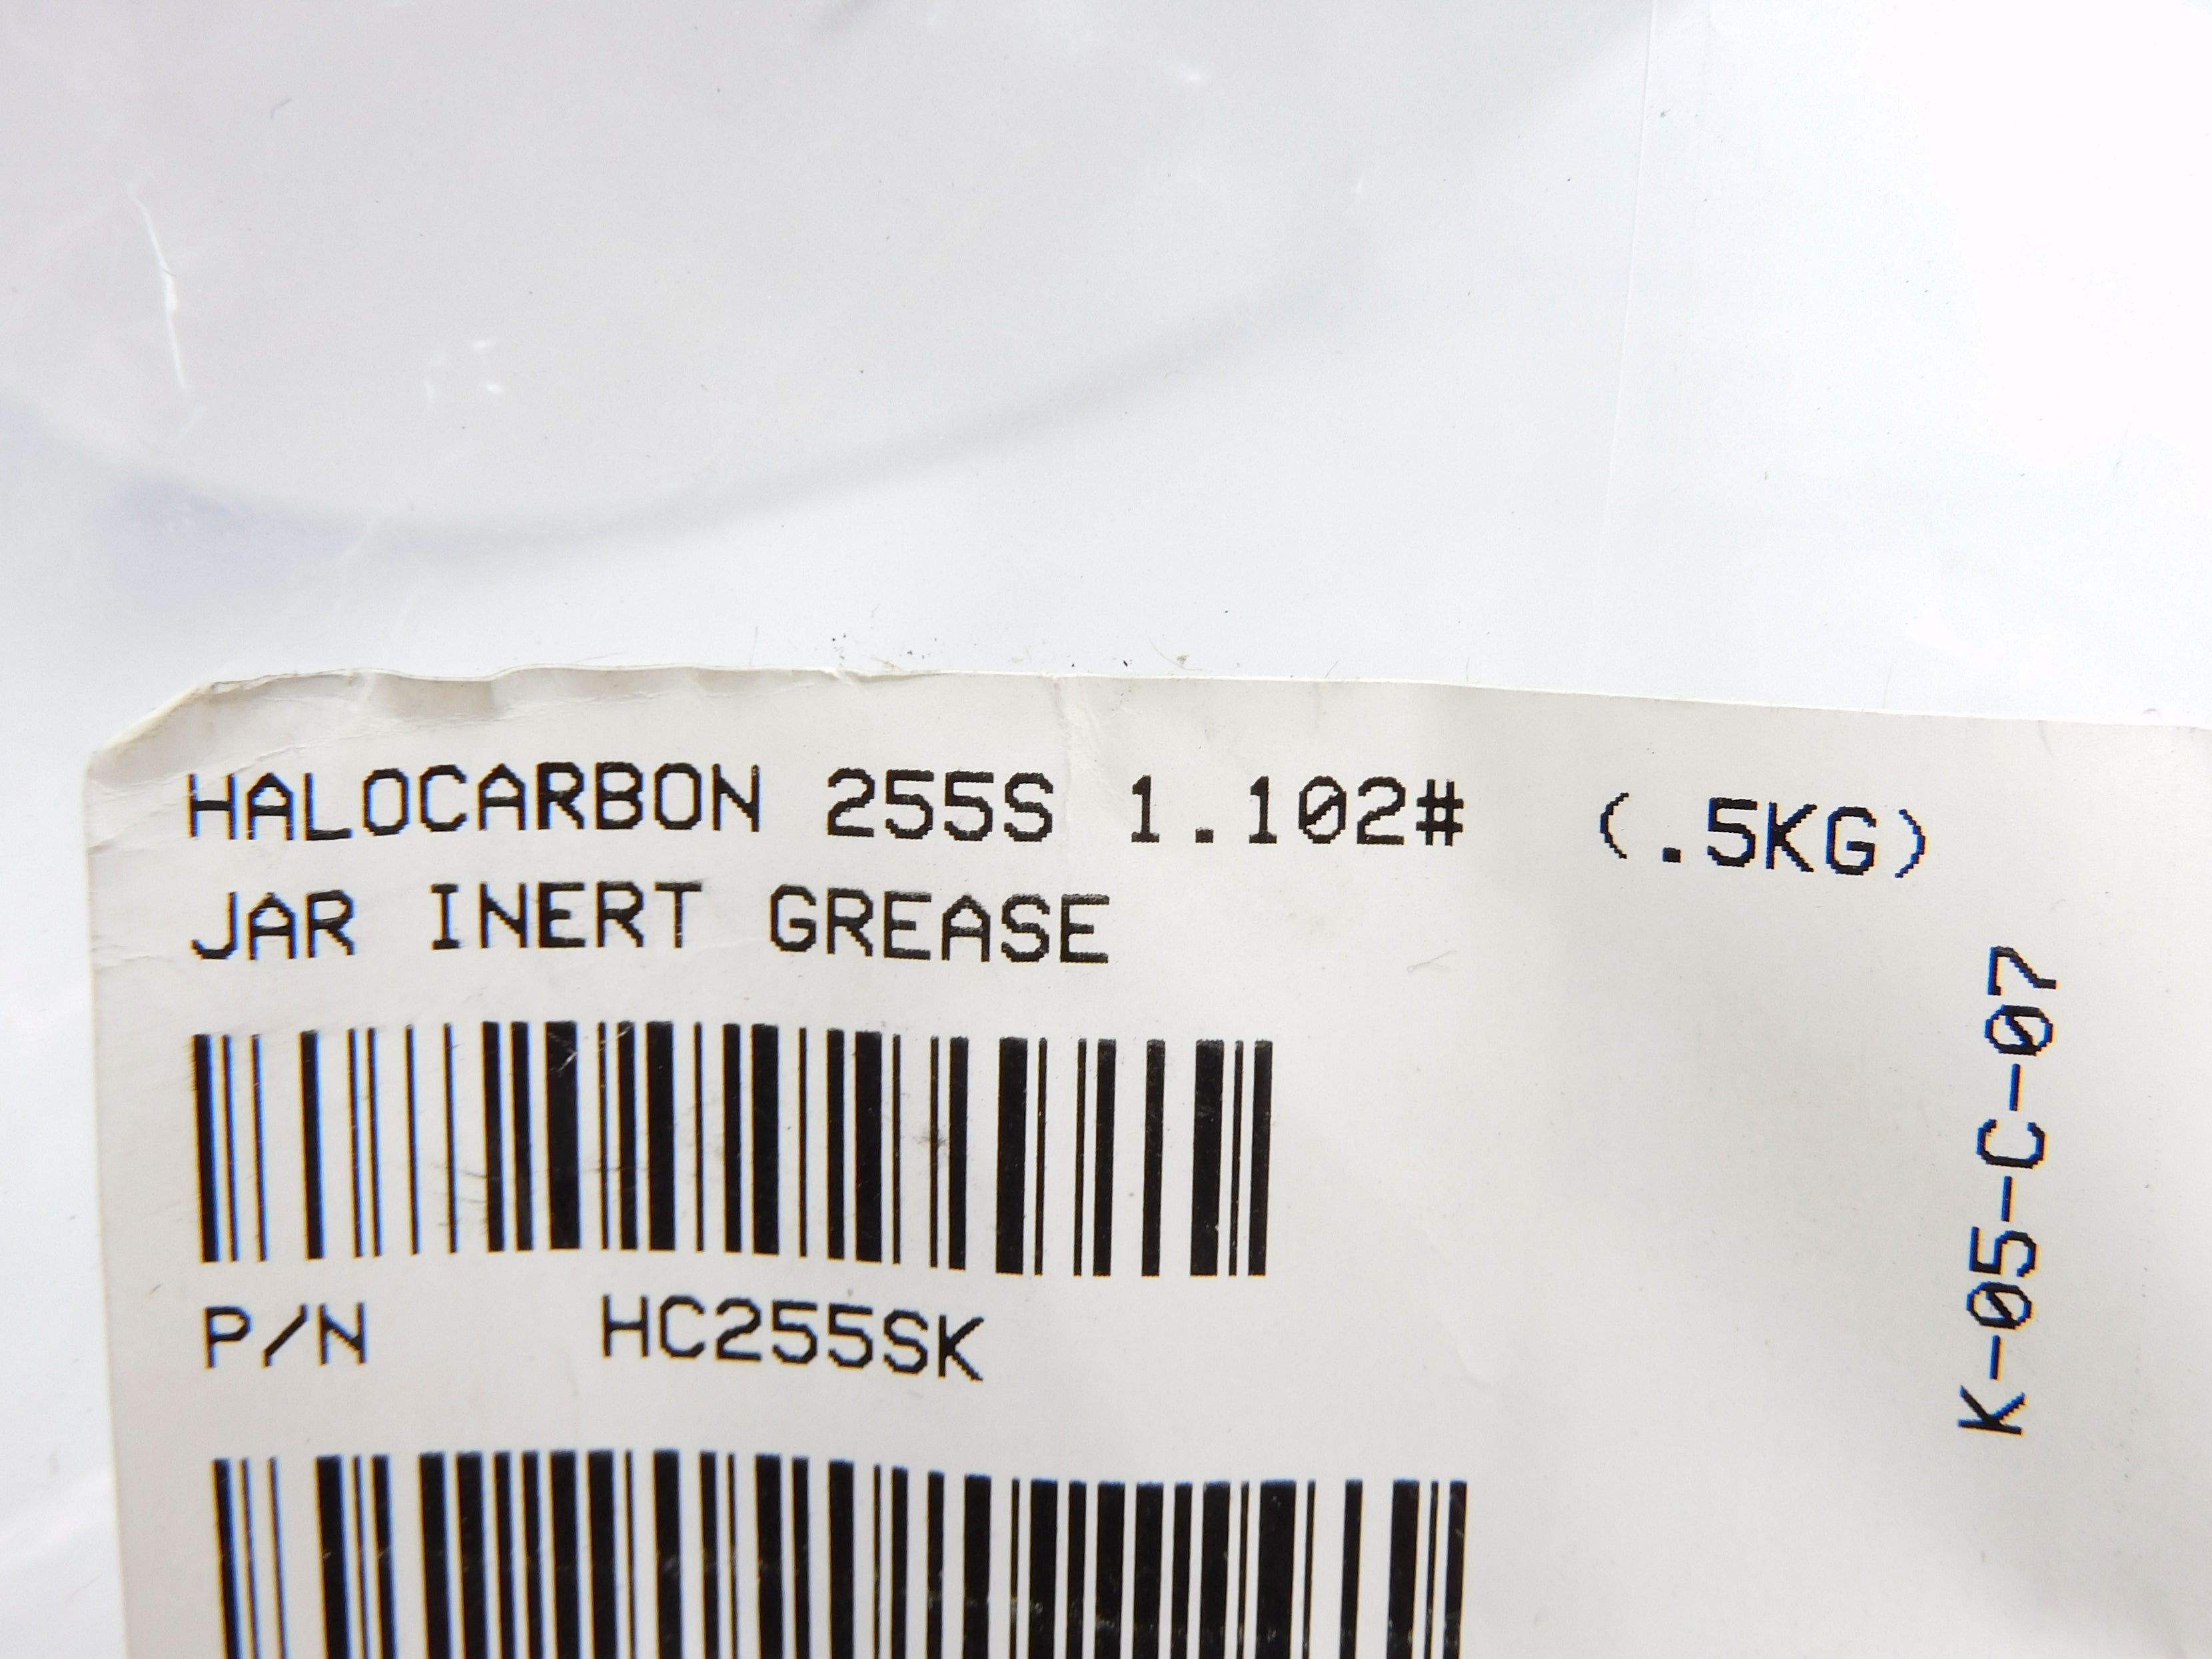 HALOCARBON 255S 1.102# (.5KG)
JAR INERT GREASE
P/N HC255SK
K-05-C-07